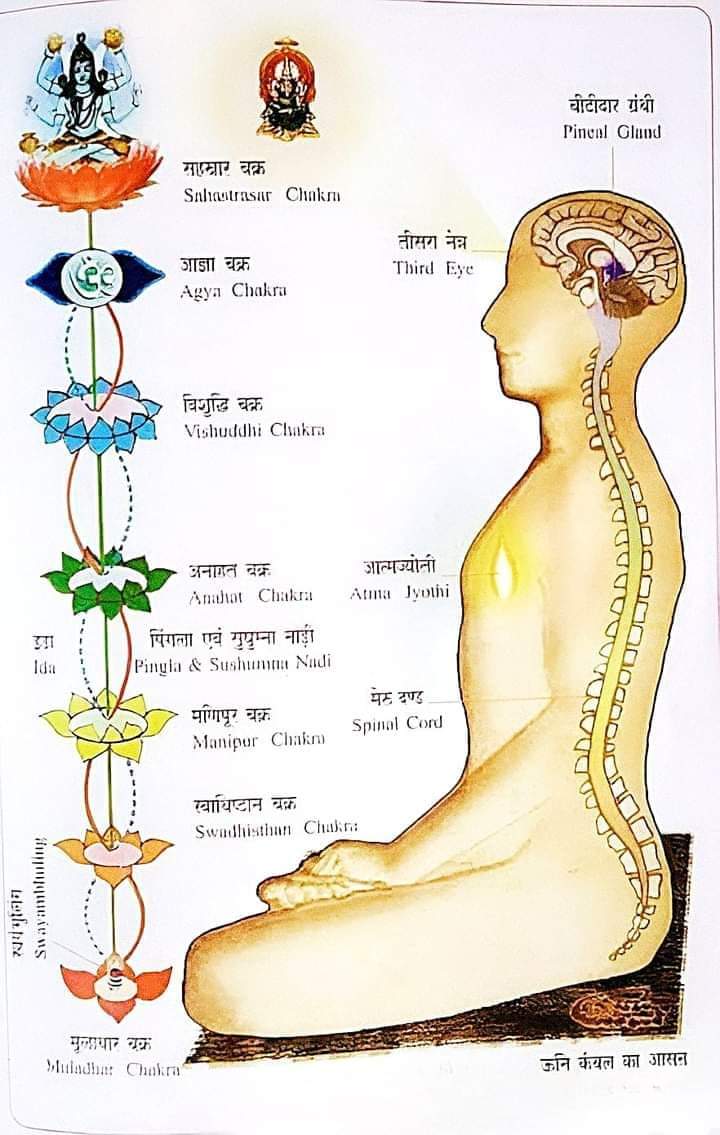 सहस्त्रार चक्र
Sahastrasar Chakra
पीटीदार ग्रंथी
Pineal Gland
आज्ञा चक्र
Agya Chakra
तीसरा नेत्र
Third Eye
विशुद्धि चक्र
Vishuddhi Chakra
अनाहत चक्र
Anahat Chakra
आत्मज्योती
Atma Jyothi
इडा
Ida
पिंगला एवं सुषुम्ना नाड़ी
Pingla & Sushumna Nadi
मणिपूर चक्र
Manipur Chakra
मेरु दण्ड
Spinal Cord
स्वाधिष्टान चक्र
Swadhisthan Chakra
स्वयंभूलिंग
Swayambhuling
मूलाधार चक्र
Muladhar Chakra
ऊनि कंबल का आसन